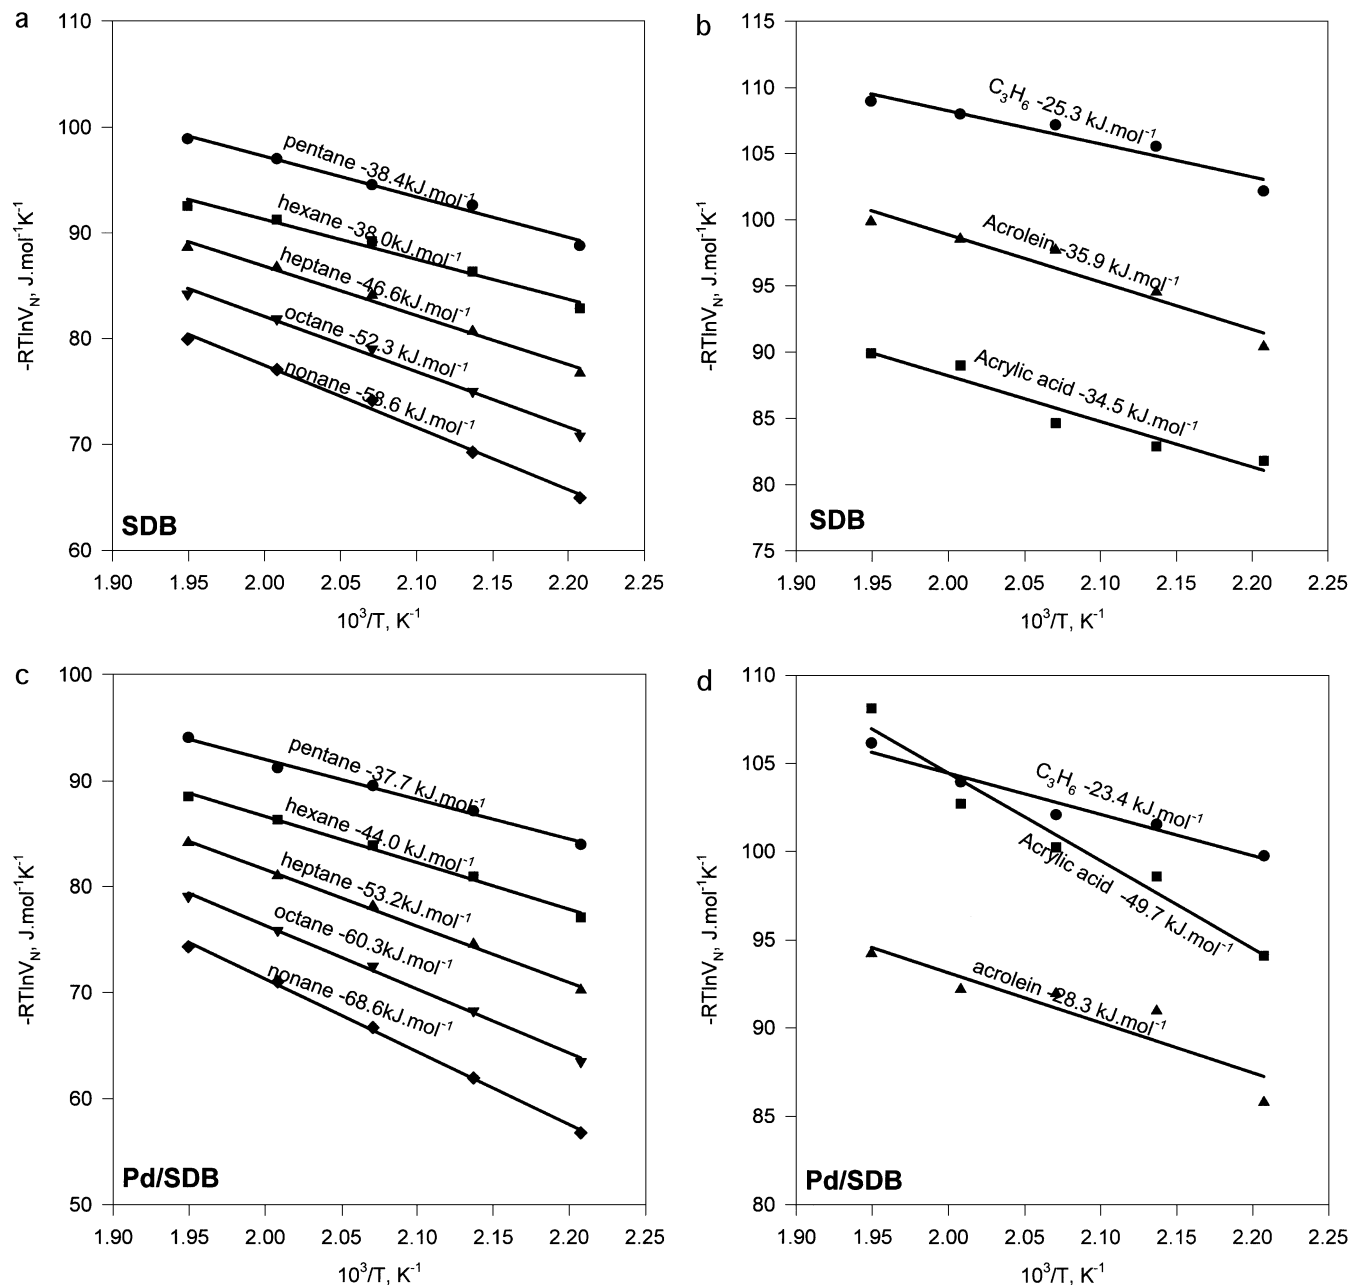 a
110
100
90
80
70
60
-RTlnV_N, J.mol⁻¹K⁻¹
pentane -38.4kJ.mol⁻¹
hexane -38.0kJ.mol⁻¹
heptane -46.6kJ.mol⁻¹
octane -52.3 kJ.mol⁻¹
nonane -58.6 kJ.mol⁻¹
SDB
1.90 1.95 2.00 2.05 2.10 2.15 2.20 2.25
10³/T, K⁻¹
b
115
110
105
100
95
90
85
80
75
-RTlnV_N, J.mol⁻¹K⁻¹
C₃H₆ -25.3 kJ.mol⁻¹
Acrolein -35.9 kJ.mol⁻¹
Acrylic acid -34.5 kJ.mol⁻¹
SDB
1.90 1.95 2.00 2.05 2.10 2.15 2.20 2.25
10³/T, K⁻¹
c
100
90
80
70
60
50
-RTlnV_N, J.mol⁻¹K⁻¹
pentane -37.7 kJ.mol⁻¹
hexane -44.0 kJ.mol⁻¹
heptane -53.2kJ.mol⁻¹
octane -60.3kJ.mol⁻¹
nonane -68.6kJ.mol⁻¹
Pd/SDB
1.90 1.95 2.00 2.05 2.10 2.15 2.20 2.25
10³/T, K⁻¹
d
110
105
100
95
90
85
80
-RTlnV_N, J.mol⁻¹K⁻¹
C₃H₆ -23.4 kJ.mol⁻¹
Acrylic acid -49.7 kJ.mol⁻¹
acrolein -28.3 kJ.mol⁻¹
Pd/SDB
1.90 1.95 2.00 2.05 2.10 2.15 2.20 2.25
10³/T, K⁻¹